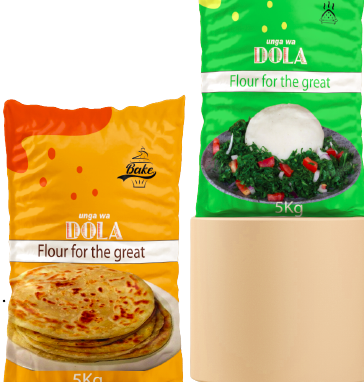 unga wa
DOLA
Flour for the great
5Kg
Bake
unga wa
DOLA
Flour for the great
5Kg